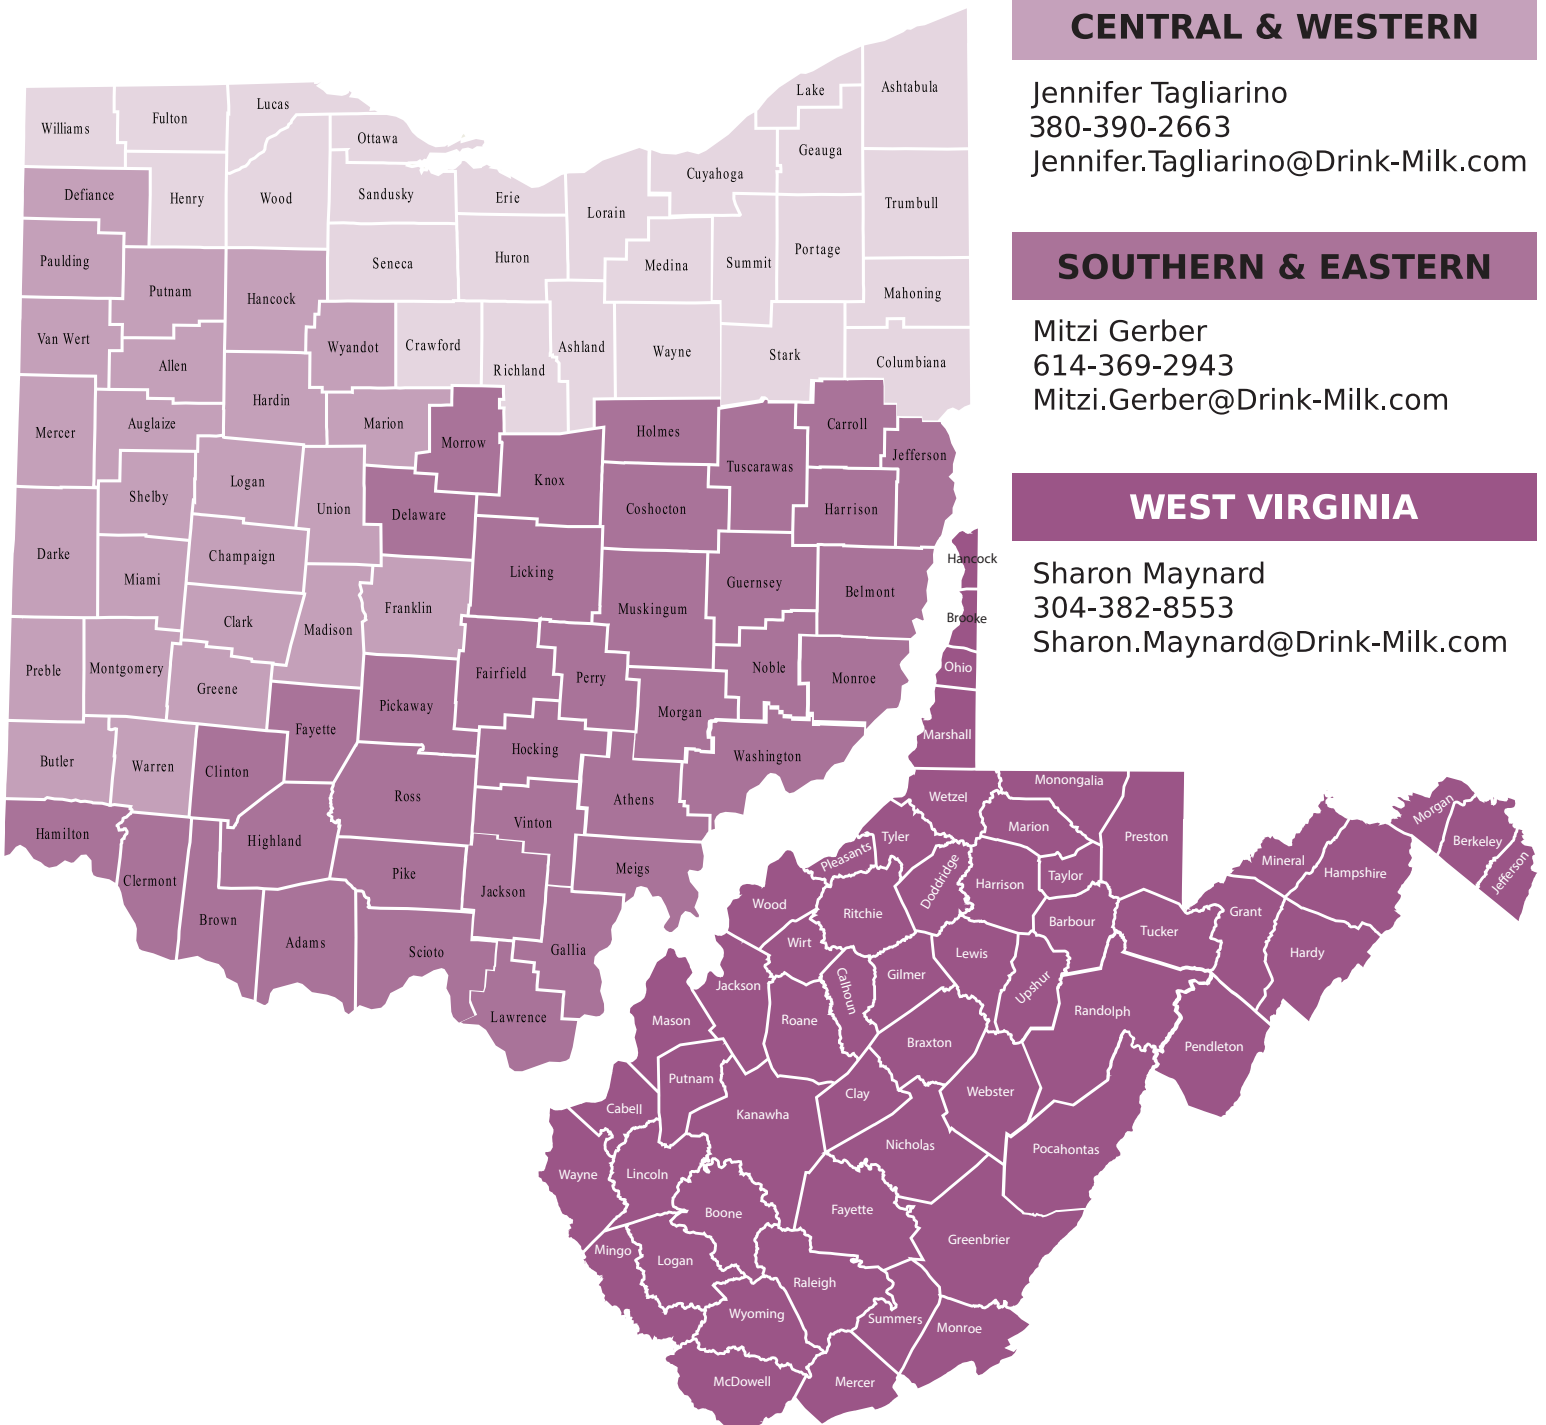 CENTRAL & WESTERN
Jennifer Tagliarino
380-390-2663
Jennifer.Tagliarino@Drink-Milk.com
SOUTHERN & EASTERN
Mitzi Gerber
614-369-2943
Mitzi.Gerber@Drink-Milk.com
WEST VIRGINIA
Sharon Maynard
304-382-8553
Sharon.Maynard@Drink-Milk.com
Williams
Fulton
Lucas
Ottawa
Lake
Ashtabula
Defiance
Henry
Wood
Sandusky
Erie
Lorain
Cuyahoga
Geauga
Trumbull
Paulding
Putnam
Hancock
Seneca
Huron
Medina
Summit
Portage
Mahoning
Van Wert
Allen
Wyandot
Crawford
Richland
Ashland
Wayne
Stark
Columbiana
Mercer
Auglaize
Hardin
Marion
Morrow
Holmes
Tuscarawas
Carroll
Jefferson
Shelby
Logan
Union
Delaware
Knox
Coshocton
Harrison
Darke
Miami
Champaign
Clark
Madison
Franklin
Licking
Muskingum
Guernsey
Belmont
Preble
Montgomery
Greene
Fayette
Pickaway
Fairfield
Perry
Morgan
Noble
Monroe
Butler
Warren
Clinton
Ross
Hocking
Athens
Washington
Hamilton
Clermont
Highland
Pike
Vinton
Jackson
Meigs
Brown
Adams
Scioto
Gallia
Lawrence
Hancock
Brooke
Ohio
Marshall
Wetzel
Monongalia
Marion
Preston
Tyler
Pleasants
Doddridge
Harrison
Taylor
Mineral
Hampshire
Morgan
Berkeley
Jefferson
Wood
Ritchie
Wirt
Barbour
Tucker
Grant
Hardy
Jackson
Calhoun
Gilmer
Lewis
Upshur
Randolph
Mason
Roane
Braxton
Pendleton
Putnam
Cabell
Kanawha
Clay
Webster
Nicholas
Pocahontas
Wayne
Lincoln
Boone
Fayette
Greenbrier
Mingo
Logan
Raleigh
Wyoming
Summers
Monroe
McDowell
Mercer